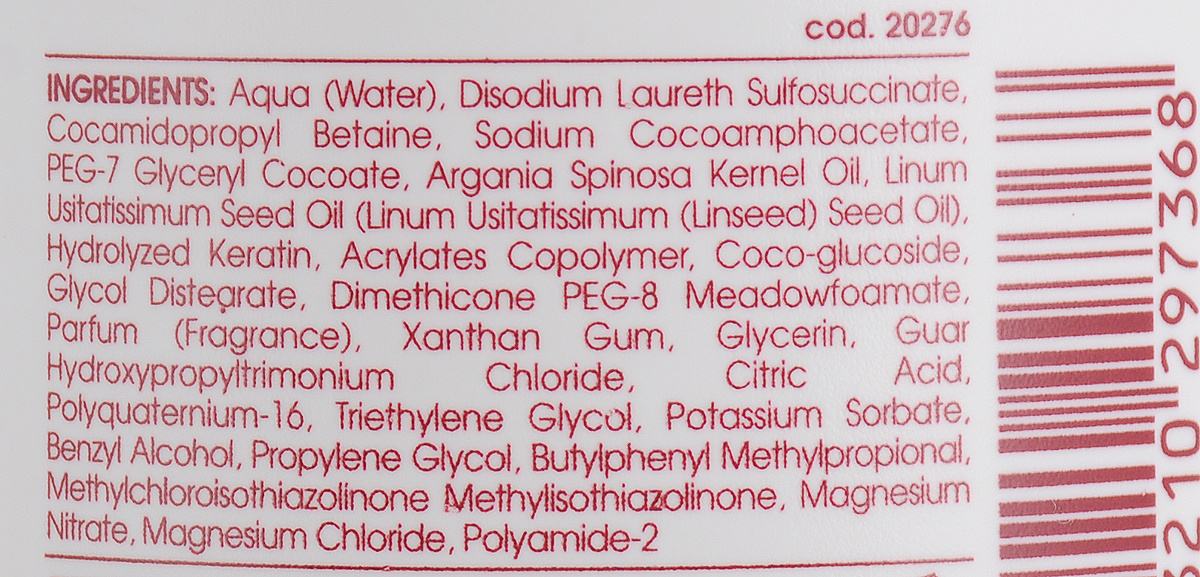 cod. 20276
INGREDIENTS: Aqua (Water), Disodium Laureth Sulfosuccinate,
Cocamidopropyl Betaine, Sodium Cocoamphoacetate,
PEG-7 Glyceryl Cocoate, Argania Spinosa Kernel Oil, Linum
Usitatissimum Seed Oil (Linum Usitatissimum (Linseed) Seed Oil),
Hydrolyzed Keratin, Acrylates Copolymer, Coco-glucoside,
Glycol Distearate, Dimethicone PEG-8 Meadowfoamate,
Parfum (Fragrance), Xanthan Gum, Glycerin, Guar
Hydroxypropyltrimonium Chloride, Citric Acid,
Polyquaternium-16, Triethylene Glycol, Potassium Sorbate,
Benzyl Alcohol, Propylene Glycol, Butylphenyl Methylpropional,
Methylchloroisothiazolinone Methylisothiazolinone, Magnesium
Nitrate, Magnesium Chloride, Polyamide-2
210 297368